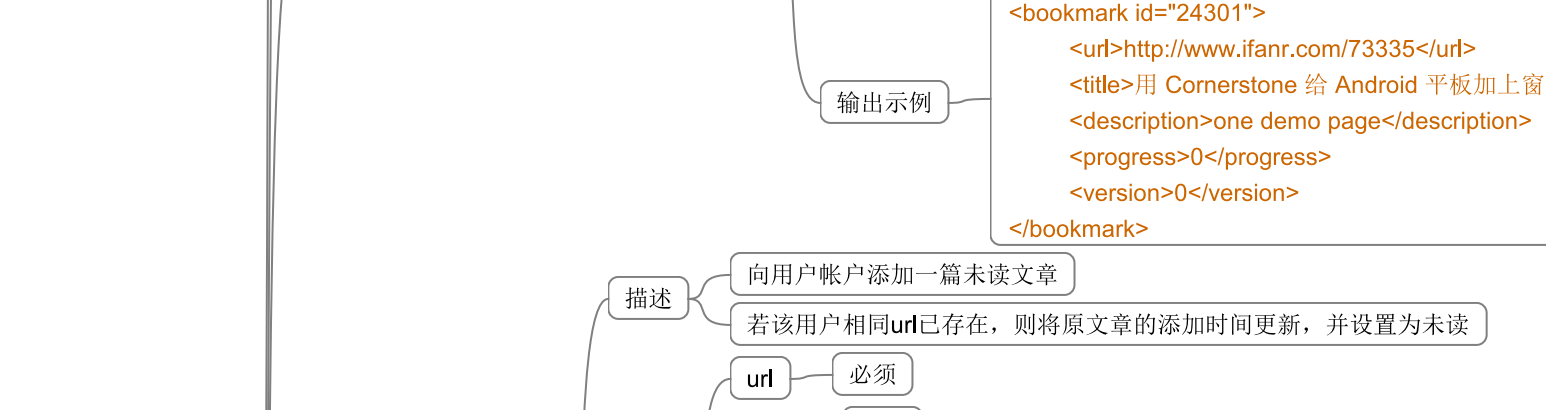 <bookmark id="24301">
<url>http://www.ifanr.com/73335</url>
<title>用 Cornerstone 给 Android 平板加上窗
<description>one demo page</description>
<progress>0</progress>
<version>0</version>
</bookmark>
输出示例
描述
向用户帐户添加一篇未读文章
若该用户相同url已存在，则将原文章的添加时间更新，并设置为未读
url
必须